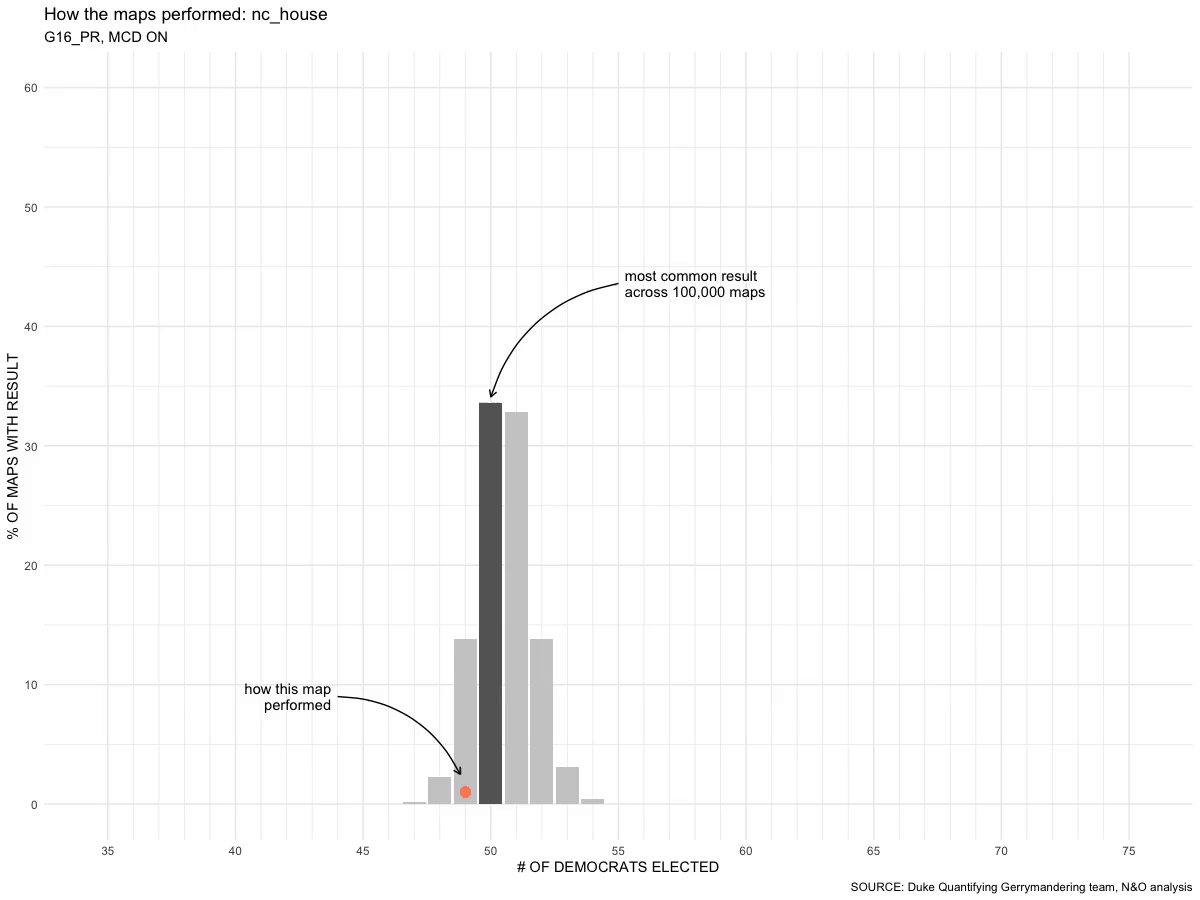 How the maps performed: nc_house
G16_PR, MCD ON
60
50
40
30
20
10
0
% OF MAPS WITH RESULT
most common result
across 100,000 maps
how this map
performed
35 40 45 50 55 60 65 70 75
# OF DEMOCRATS ELECTED
SOURCE: Duke Quantifying Gerrymandering team, N&O analysis